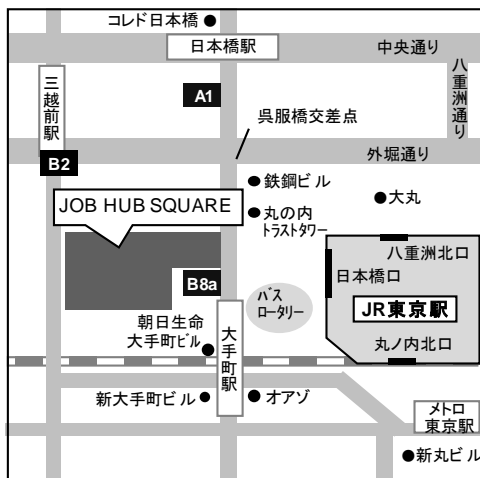 コレド日本橋
日本橋駅
中央通り
八重洲通り
三越前駅
A1
呉服橋交差点
B2
外堀通り
鉄鋼ビル
大丸
JOB HUB SQUARE
丸の内
トラストタワー
八重洲北口
日本橋口
B8a
バス
ロータリー
JR東京駅
朝日生命
大手町ビル
大手町駅
丸ノ内北口
新大手町ビル
オアゾ
メトロ
東京駅
新丸ビル